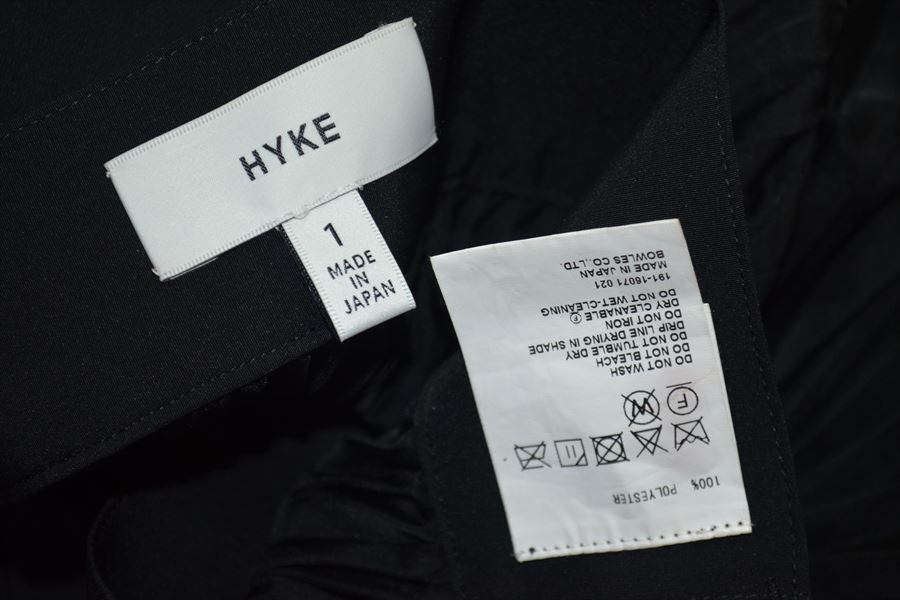 HYKE
1
MADE
IN
JAPAN
100% POLYESTER
DO NOT WASH
DO NOT BLEACH
DO NOT TUMBLE DRY
DRIP LINE DRYING IN SHADE
DO NOT IRON
DRY CLEANABLE Ⓕ
DO NOT WET-CLEANING
191-16071 021
MADE IN JAPAN
BOWLES CO.,LTD.